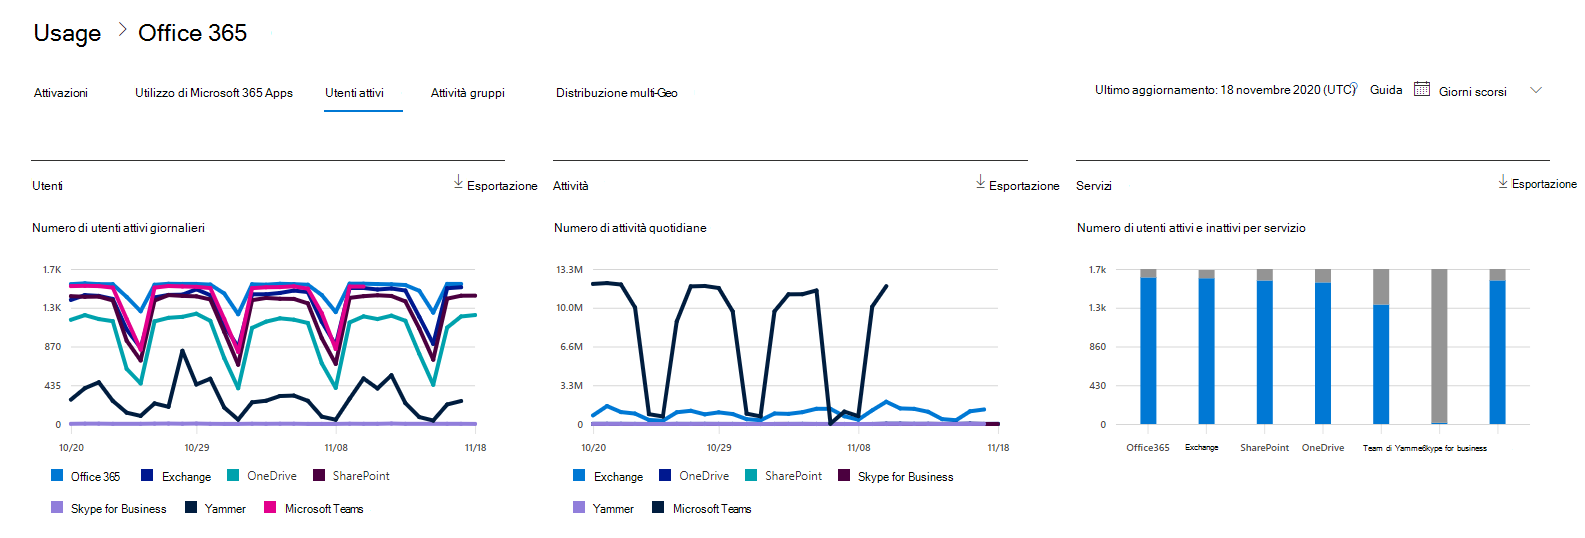 Usage > Office 365
Attivazioni Utilizzo di Microsoft 365 Apps Utenti attivi Attività gruppi Distribuzione multi-Geo Ultimo aggiornamento: 18 novembre 2020 (UTC) ? Guida Giorni scorsi
Utenti Esportazione
Numero di utenti attivi giornalieri
1.7K
1.3K
870
435
0
10/20 10/29 11/08 11/18
Office 365 Exchange OneDrive SharePoint
Skype for Business Yammer Microsoft Teams
Attività Esportazione
Numero di attività quotidiane
13.3M
10.0M
6.6M
3.3M
0
10/20 10/29 11/08 11/18
Exchange OneDrive SharePoint Skype for Business
Yammer Microsoft Teams
Servizi Esportazione
Numero di utenti attivi e inattivi per servizio
1.7k
1.3k
860
430
0
Office365 Exchange SharePoint OneDrive Team di Yammer Skype for business